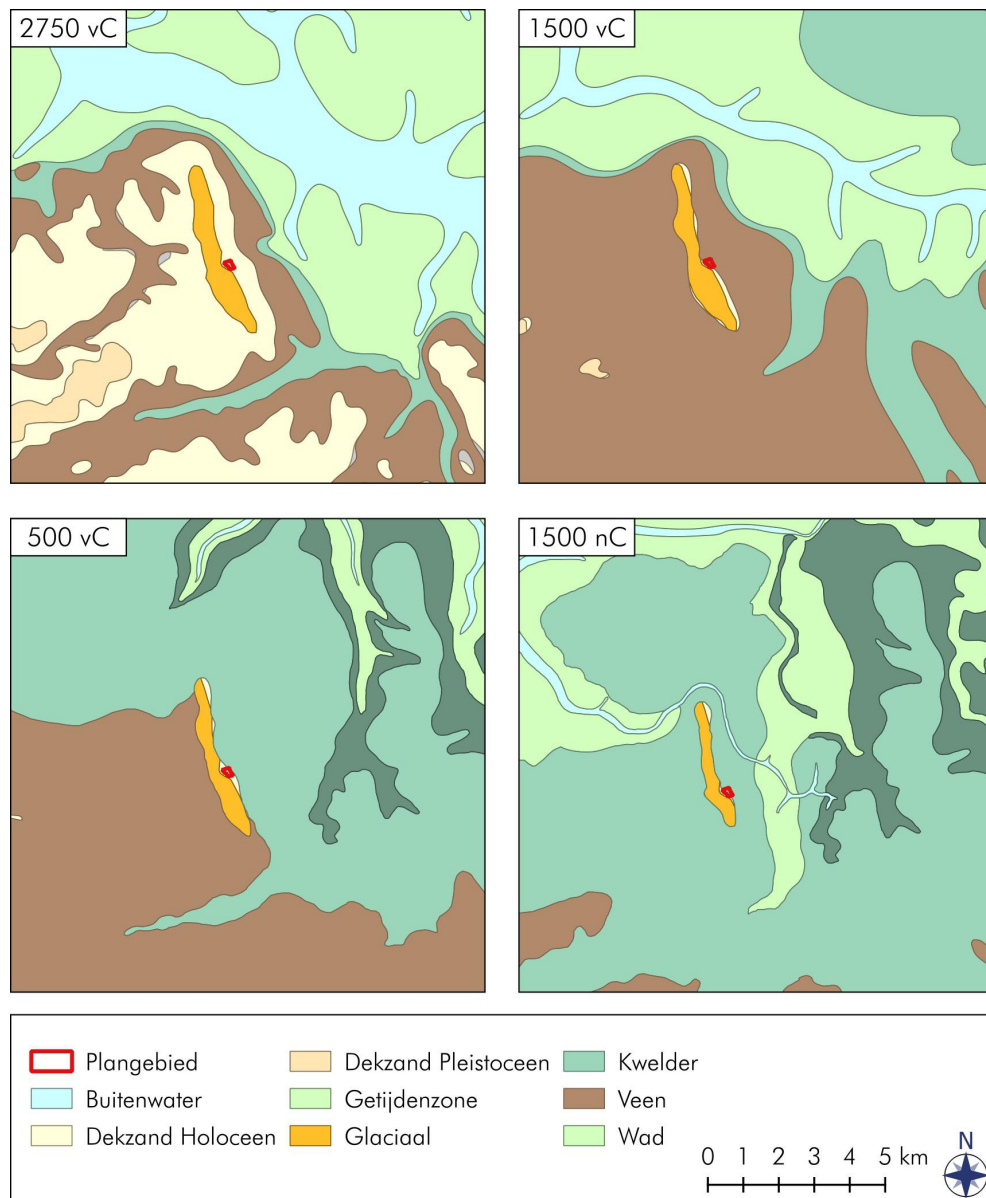 2750 vC
1500 vC
500 vC
1500 nC
Plangebied
Buitenwater
Dekzand Holoceen
Dekzand Pleistoceen
Getijdenzone
Glaciaal
Kwelder
Veen
Wad
0 1 2 3 4 5 km
N